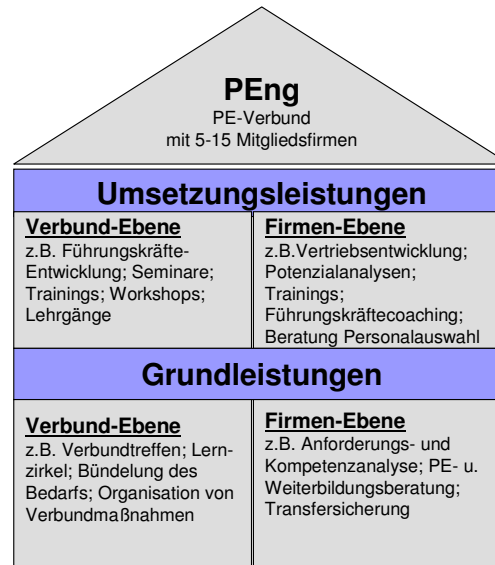 PEng
PE-Verbund
mit 5-15 Mitgliedsfirmen
Umsetzungsleistungen
Verbund-Ebene
z.B. Führungskräfte-
Entwicklung; Seminare;
Trainings; Workshops;
Lehrgänge
Firmen-Ebene
z.B.Vertriebsentwicklung;
Potenzialanalysen;
Trainings;
Führungskräftecoaching;
Beratung Personalauswahl
Grundleistungen
Verbund-Ebene
z.B. Verbundtreffen; Lern-
zirkel; Bündelung des
Bedarfs; Organisation von
Verbundmaßnahmen
Firmen-Ebene
z.B. Anforderungs- und
Kompetenzanalyse; PE- u.
Weiterbildungsberatung;
Transfersicherung